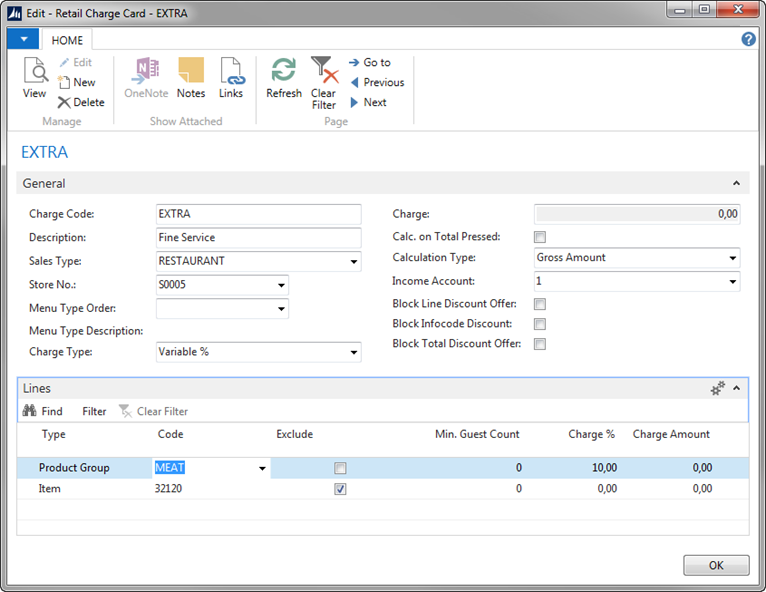 Edit - Retail Charge Card - EXTRA
HOME
View
Edit
New
Delete
Manage
OneNote
Notes
Links
Show Attached
Refresh
Clear
Filter
Go to
Previous
Next
Page
EXTRA
General
Charge Code: EXTRA
Description: Fine Service
Sales Type: RESTAURANT
Store No.: S0005
Menu Type Order:
Menu Type Description:
Charge Type: Variable %
Charge: 0,00
Calc. on Total Pressed:
Calculation Type: Gross Amount
Income Account: 1
Block Line Discount Offer:
Block Infocode Discount:
Block Total Discount Offer:
Lines
Find Filter Clear Filter
Type Code Exclude Min. Guest Count Charge % Charge Amount
Product Group MEAT 0 10,00 0,00
Item 32120 0 0,00 0,00
OK